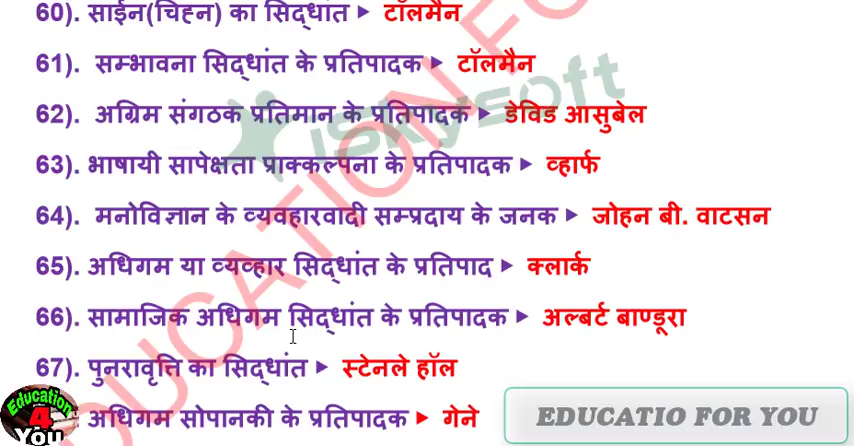 60). साईन(चिह्न) का सिद्धांत ▶ टॉलमैन
61). सम्भावना सिद्धांत के प्रतिपादक ▶ टॉलमैन
62). अग्रिम संगठक प्रतिमान के प्रतिपादक ▶ डेविड आसुबेल
63). भाषायी सापेक्षता प्राक्कल्पना के प्रतिपादक ▶ व्हार्फ
64). मनोविज्ञान के व्यवहारवादी सम्प्रदाय के जनक ▶ जोहन बी. वाटसन
65). अधिगम या व्यव्हार सिद्धांत के प्रतिपाद ▶ क्लार्क
66). सामाजिक अधिगम सिद्धांत के प्रतिपादक ▶ अल्बर्ट बाण्डूरा
67). पुनरावृत्ति का सिद्धांत ▶ स्टेनले हॉल
अधिगम सोपानकी के प्रतिपादक ▶ गेने
Education
4
You
EDUCATIO FOR YOU
iSkysoft
EDUCATION FO